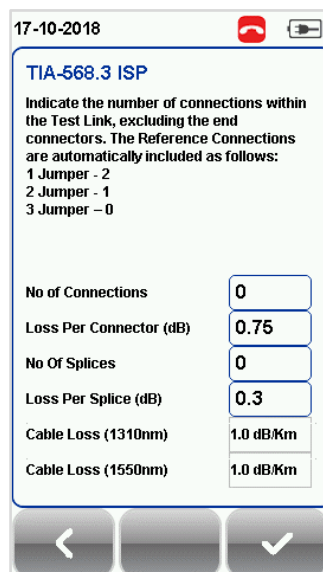 17-10-2018
TIA-568.3 ISP
Indicate the number of connections within
the Test Link, excluding the end
connectors. The Reference Connections
are automatically included as follows:
1 Jumper - 2
2 Jumper - 1
3 Jumper – 0
No of Connections 0
Loss Per Connector (dB) 0.75
No Of Splices 0
Loss Per Splice (dB) 0.3
Cable Loss (1310nm) 1.0 dB/Km
Cable Loss (1550nm) 1.0 dB/Km